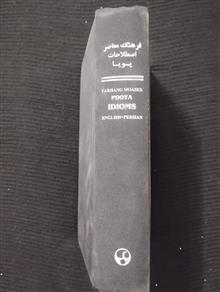 فرهنگ معاصر
اصطلاحات
پویا
FARHANG MOASER
POOYA
IDIOMS
ENGLISH-PERSIAN